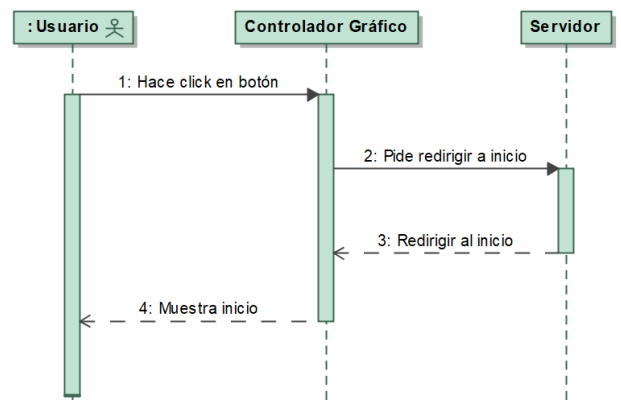 : Usuario
Controlador Gráfico
Servidor
1: Hace click en botón
2: Pide redirigir a inicio
3: Redirigir al inicio
4: Muestra inicio